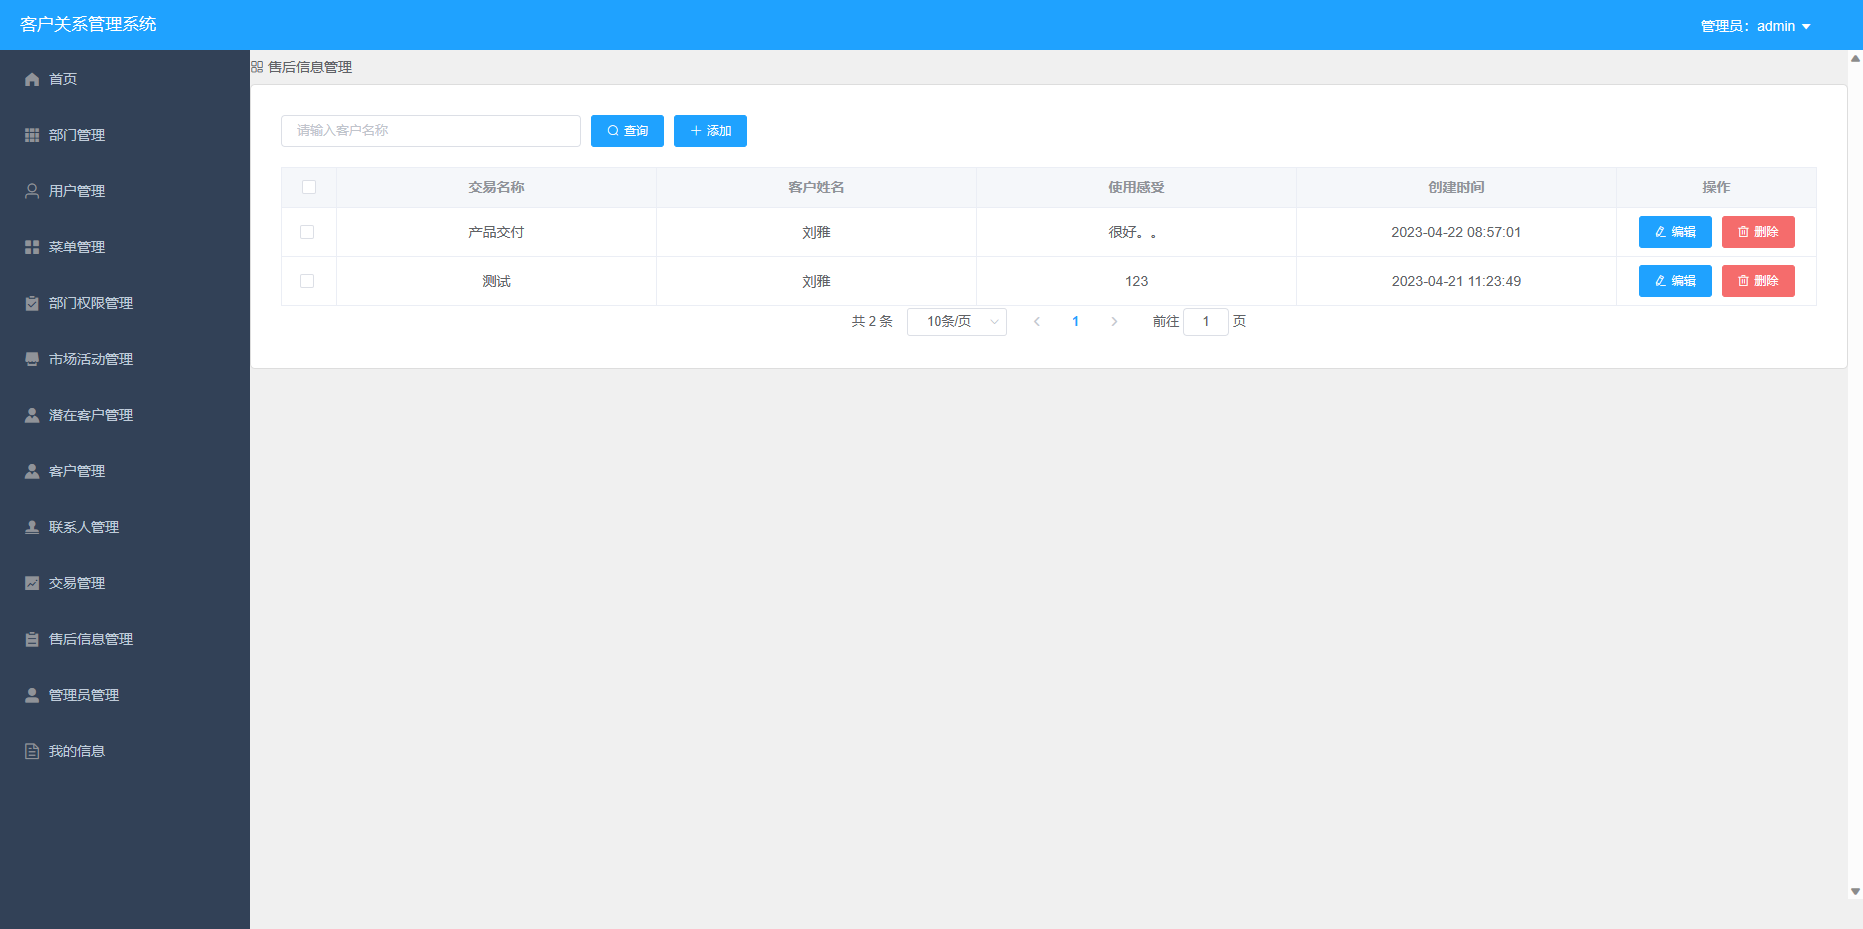 客户关系管理系统
管理员：admin
首页
部门管理
用户管理
菜单管理
部门权限管理
市场活动管理
潜在客户管理
客户管理
联系人管理
交易管理
售后信息管理
管理员管理
我的信息
售后信息管理
请输入客户名称 查询 添加
交易名称 客户姓名 使用感受 创建时间 操作
产品交付 刘雅 很好。。 2023-04-22 08:57:01 编辑 删除
测试 刘雅 123 2023-04-21 11:23:49 编辑 删除
共 2 条 10条/页 1 前往 1 页